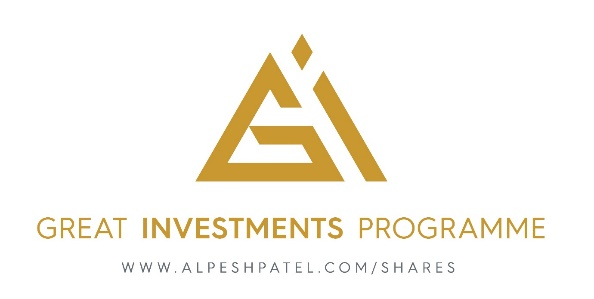 GREAT INVESTMENTS PROGRAMME
WWW.ALPESHPATEL.COM/SHARES